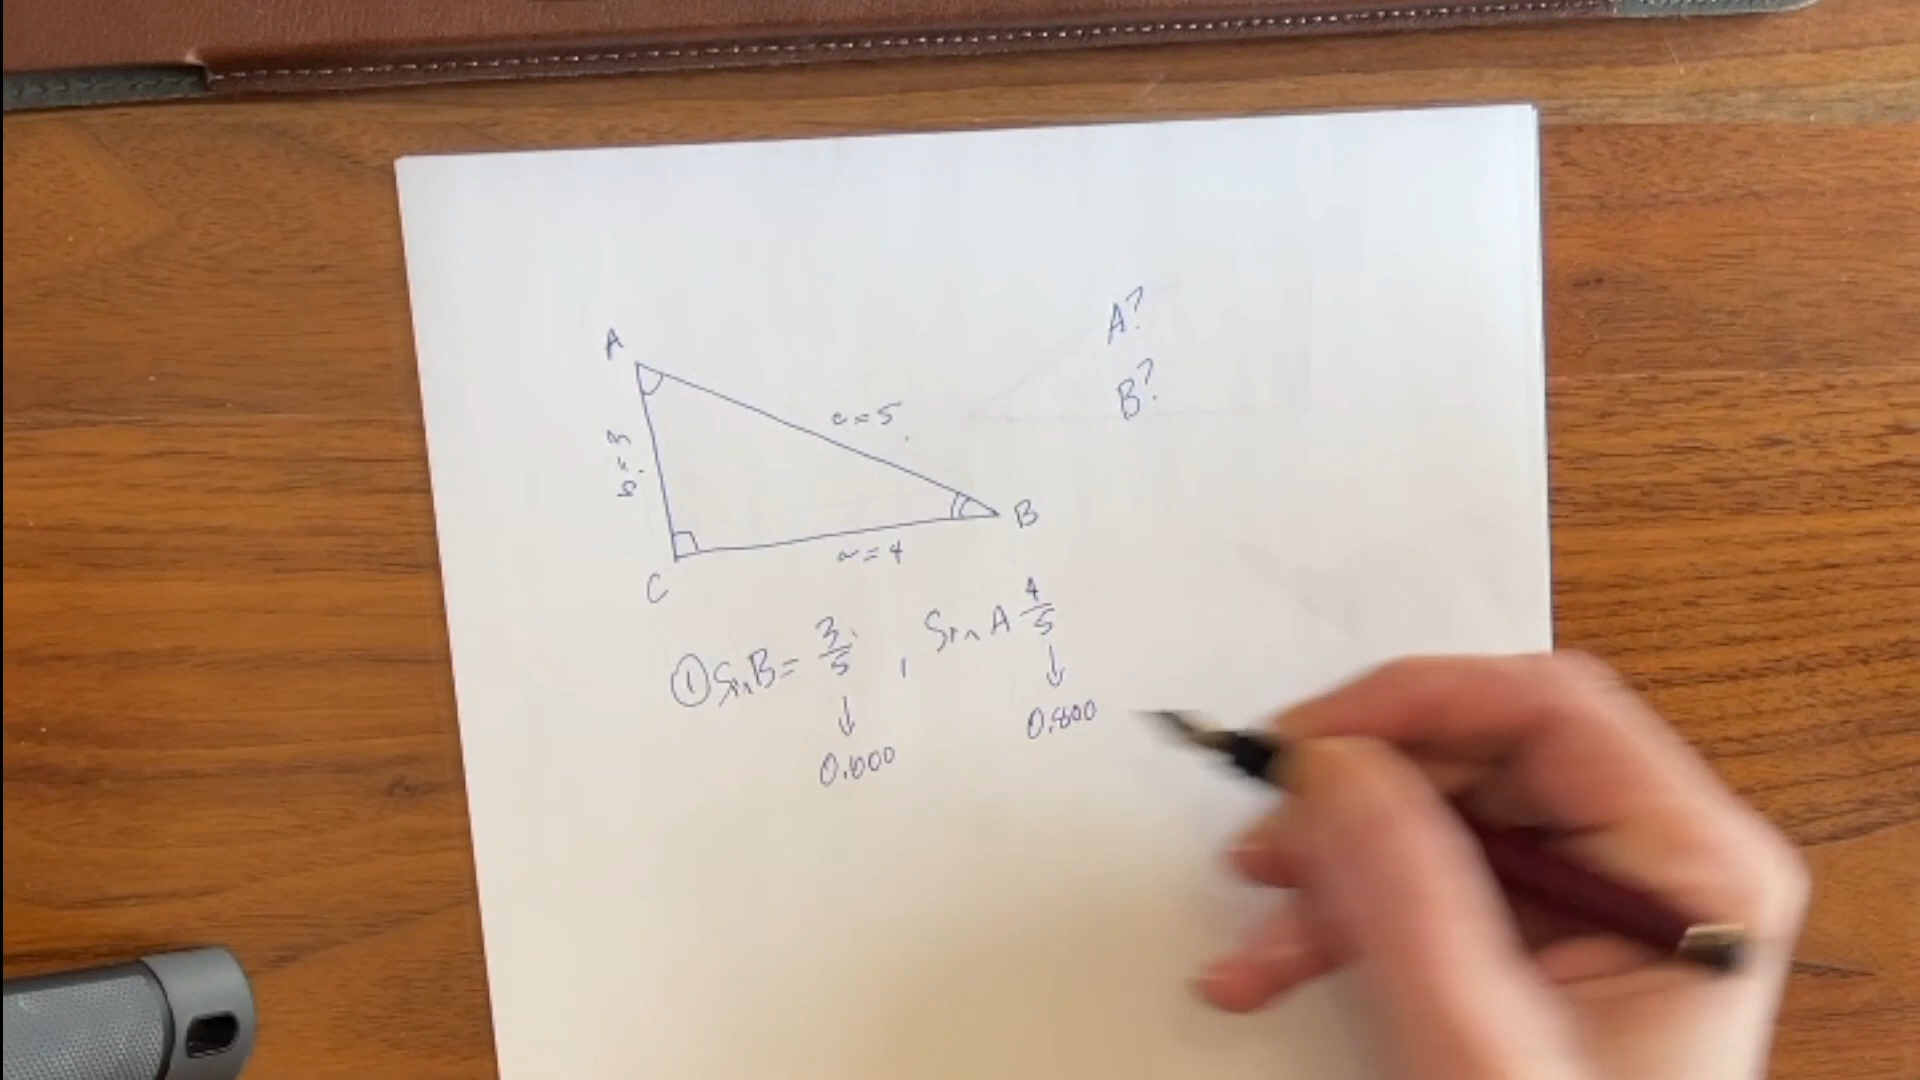 A
A?
B?
c = 5
b = 3
B
a = 4
C
① Sin B = 3/5 , Sin A 4/5
↓ ↓
0.600 0.800